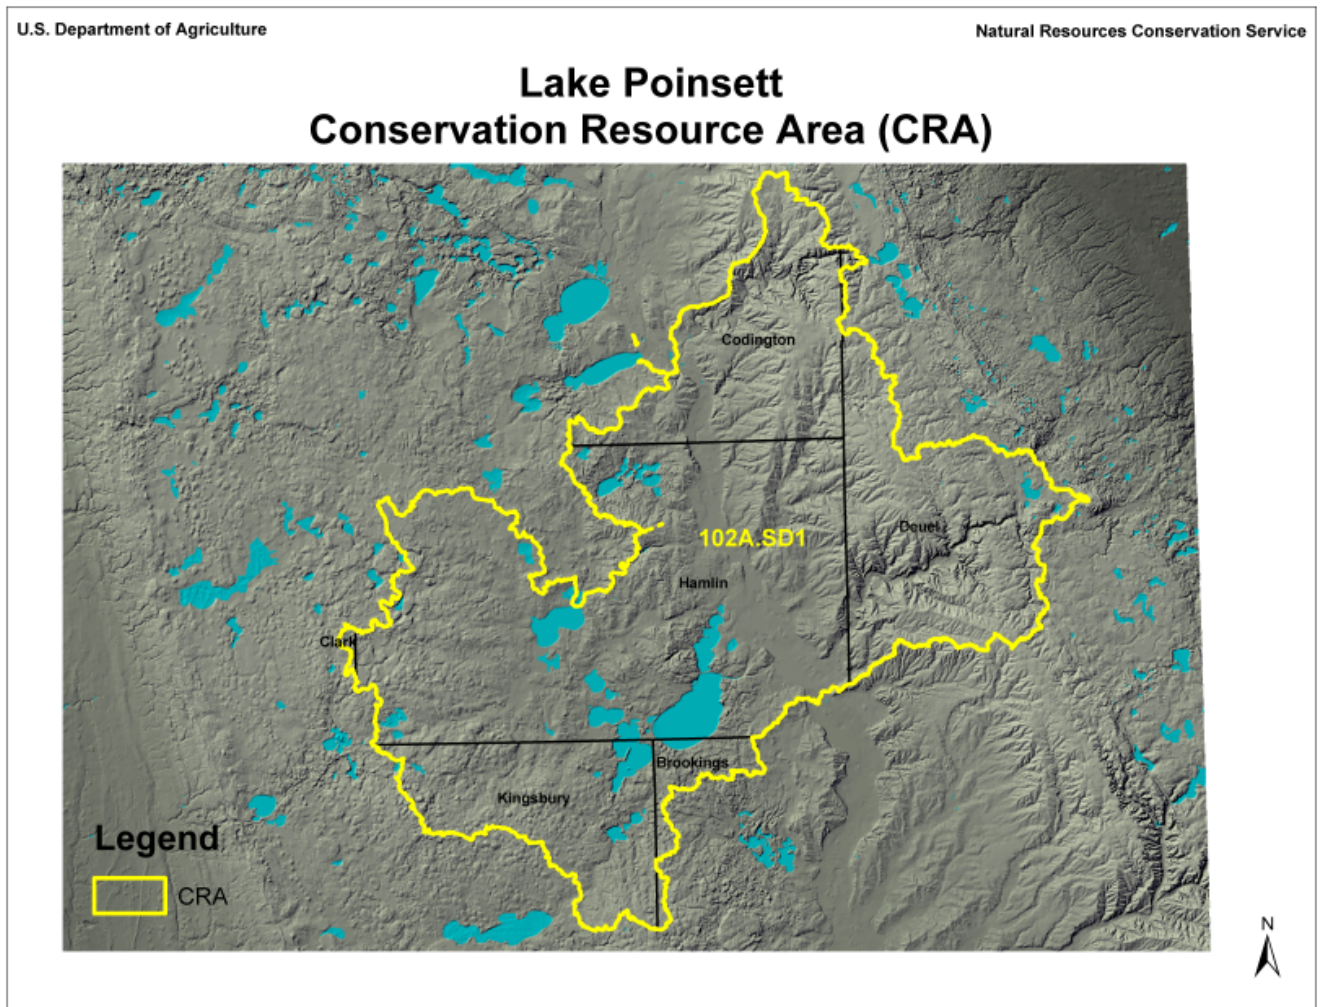 U.S. Department of Agriculture
Natural Resources Conservation Service
Lake Poinsett
Conservation Resource Area (CRA)
Codington
102A.SD1
Deuel
Hamlin
Clark
Brookings
Kingsbury
Legend
CRA
N